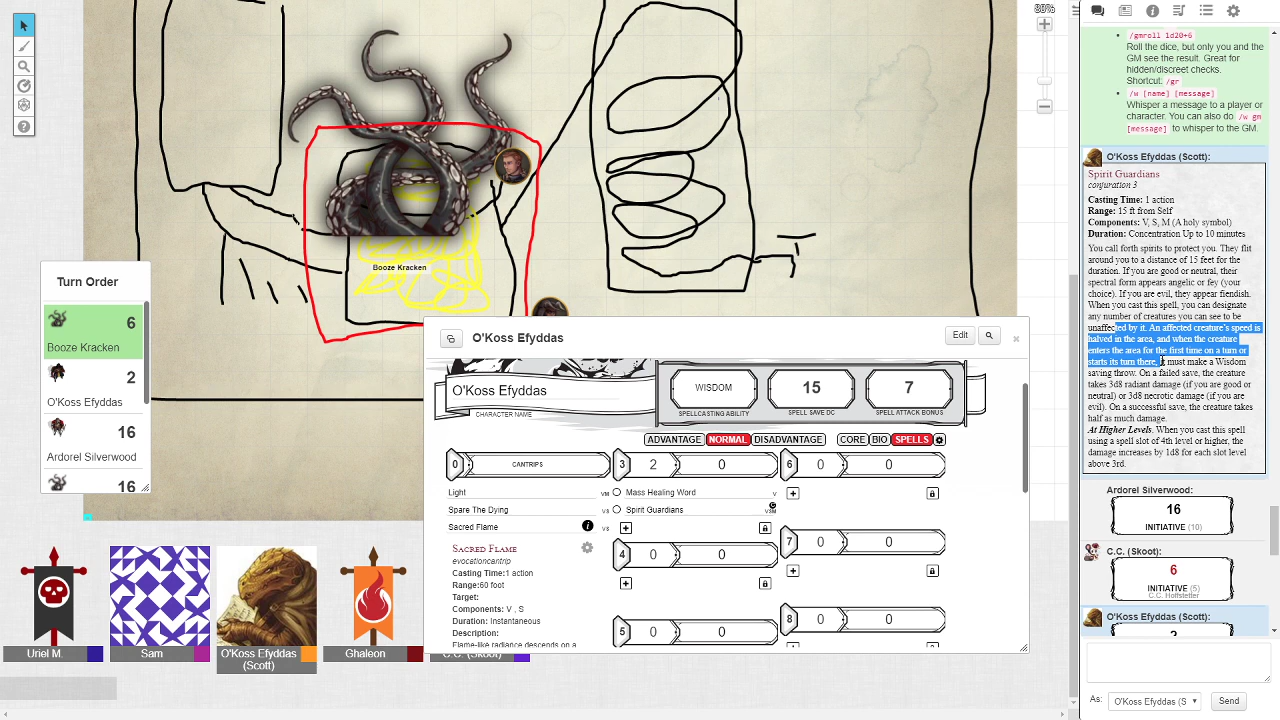 88%
Booze Kracken
Turn Order
6
Booze Kracken
2
O'Koss Efyddas
16
Ardorel Silverwood
16
Uriel M.
Sam
O'Koss Efyddas
(Scott)
Ghaleon
C.C. (Skoot)
O'Koss Efyddas
Edit
O'Koss Efyddas
CHARACTER NAME
WISDOM
SPELLCASTING ABILITY
15
SPELL SAVE DC
7
SPELL ATTACK BONUS
ADVANTAGE NORMAL DISADVANTAGE CORE BIO SPELLS
0 CANTRIPS
Light VM
Spare The Dying VS
Sacred Flame VS
SACRED FLAME
evocationcantrip
Casting Time:1 action
Range:60 foot
Target:
Components: V , S
Duration: Instantaneous
Description:
Flame-like radiance descends on a
3 2 0
Mass Healing Word V
Spirit Guardians VSM
4 0 0
5 0 0
6 0 0
7 0 0
8 0 0
/gmroll 1d20+6
Roll the dice, but only you and the
GM see the result. Great for
hidden/discreet checks.
Shortcut: /gr
/w [name] [message]
Whisper a message to a player or
character. You can also do /w gm
[message] to whisper to the GM.
O'Koss Efyddas (Scott):
Spirit Guardians
conjuration 3
Casting Time: 1 action
Range: 15 ft from Self
Components: V, S, M (A holy symbol)
Duration: Concentration Up to 10 minutes
You call forth spirits to protect you. They flit
around you to a distance of 15 feet for the
duration. If you are good or neutral, their
spectral form appears angelic or fey (your
choice). If you are evil, they appear fiendish.
When you cast this spell, you can designate
any number of creatures you can see to be
unaffected by it. An affected creature's speed is
halved in the area, and when the creature
enters the area for the first time on a turn or
starts its turn there, it must make a Wisdom
saving throw. On a failed save, the creature
takes 3d8 radiant damage (if you are good or
neutral) or 3d8 necrotic damage (if you are
evil). On a successful save, the creature takes
half as much damage.
At Higher Levels. When you cast this spell
using a spell slot of 4th level or higher, the
damage increases by 1d8 for each slot level
above 3rd.
Ardorel Silverwood:
16
INITIATIVE (10)
C.C. (Skoot):
6
INITIATIVE (5)
C.C. Hoffstetler
O'Koss Efyddas (Scott):
2
As: O'Koss Efyddas (S
Send